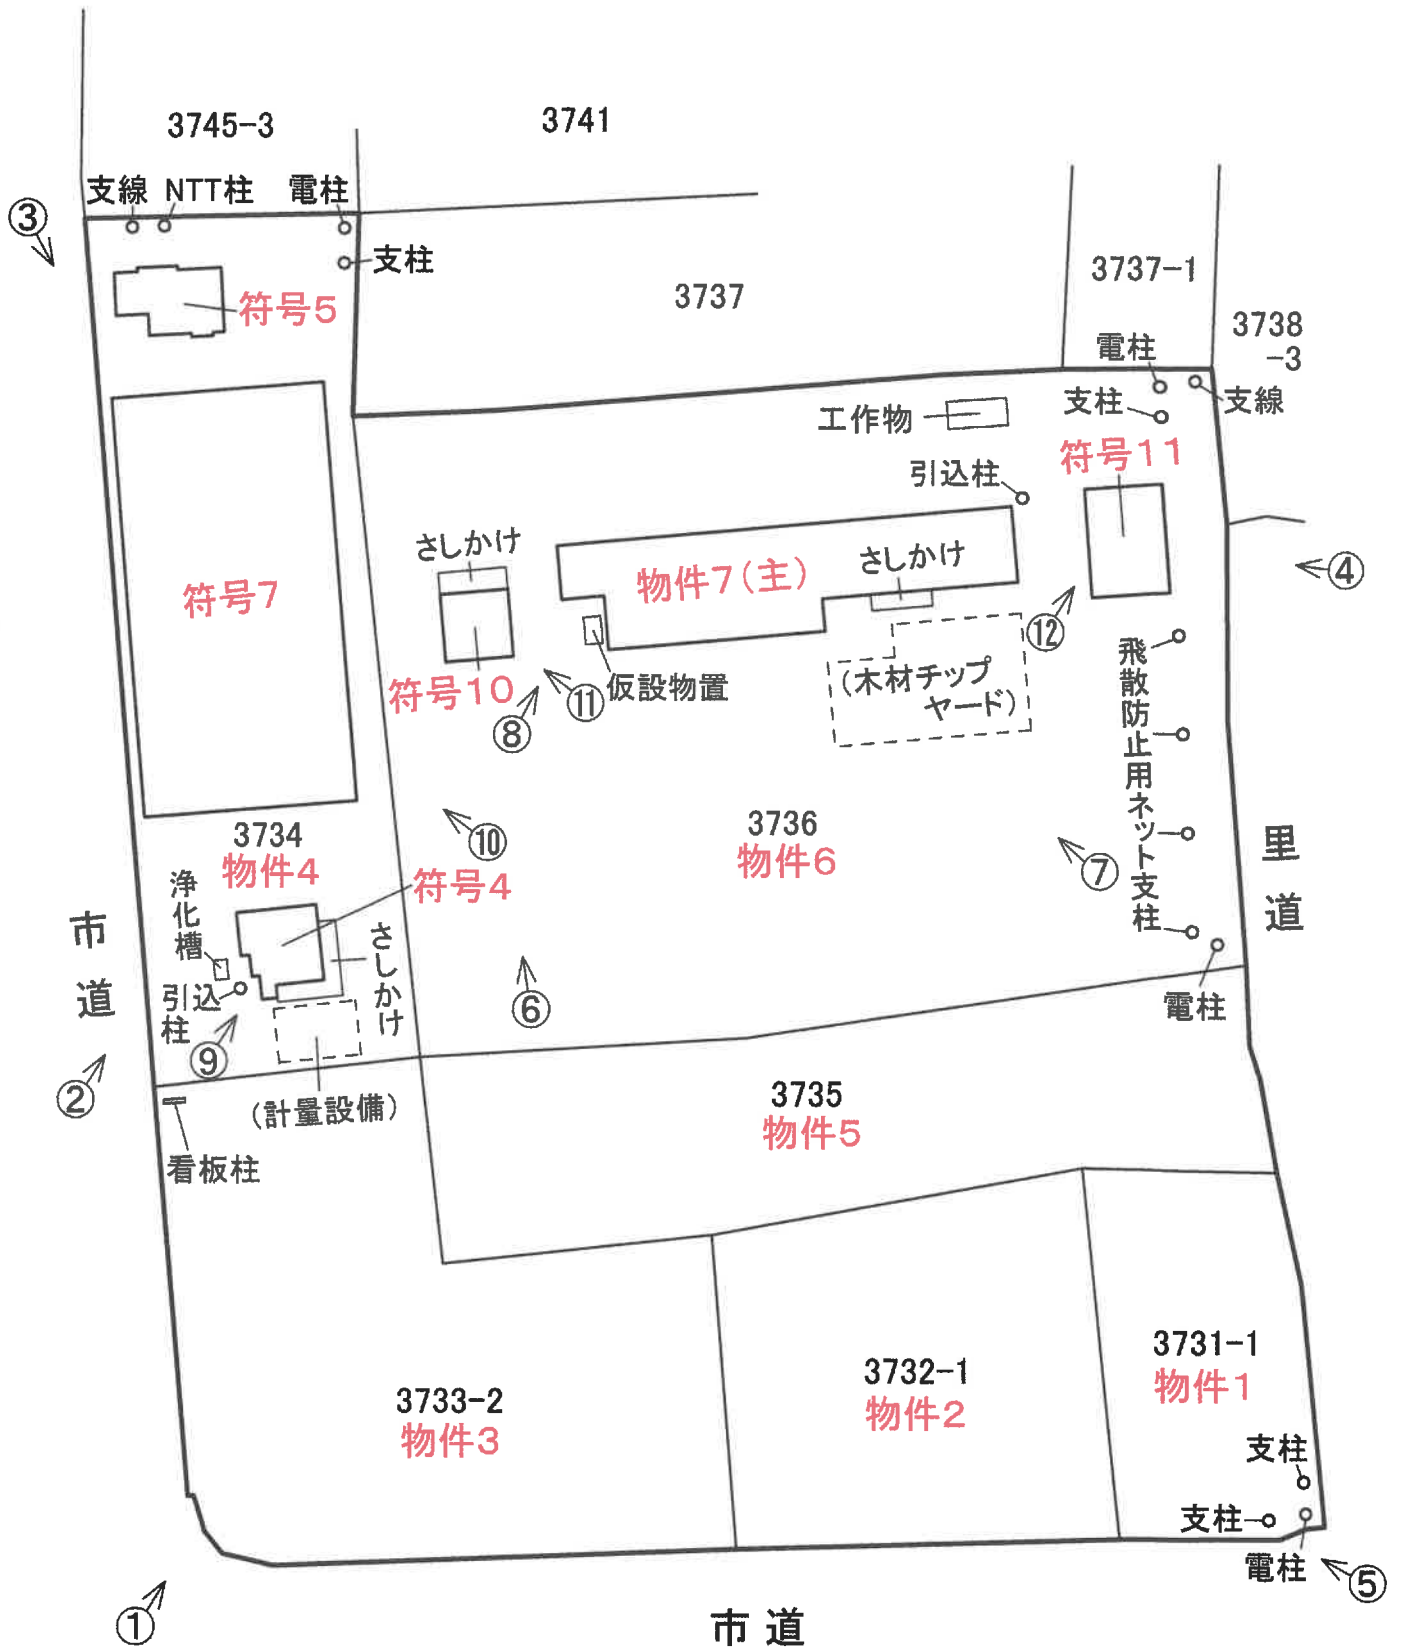 3745-3
3741
支線 NTT柱 電柱
③
支柱
符号5
3737
3737-1
3738
-3
電柱
支柱
支線
工作物
符号11
引込柱
さしかけ
さしかけ
物件7(主)
符号7
④
⑫
飛散防止用ネット支柱
仮設物置
(木材チップ
ヤード)
符号10
⑪
⑧
⑩
3734
物件4
3736
物件6
⑦
里道
符号4
浄化槽
市道
さしかけ
引込
柱
⑥
電柱
⑨
②
(計量設備)
3735
物件5
看板柱
3731-1
物件1
3732-1
物件2
3733-2
物件3
支柱
支柱
電柱
⑤
①
市道